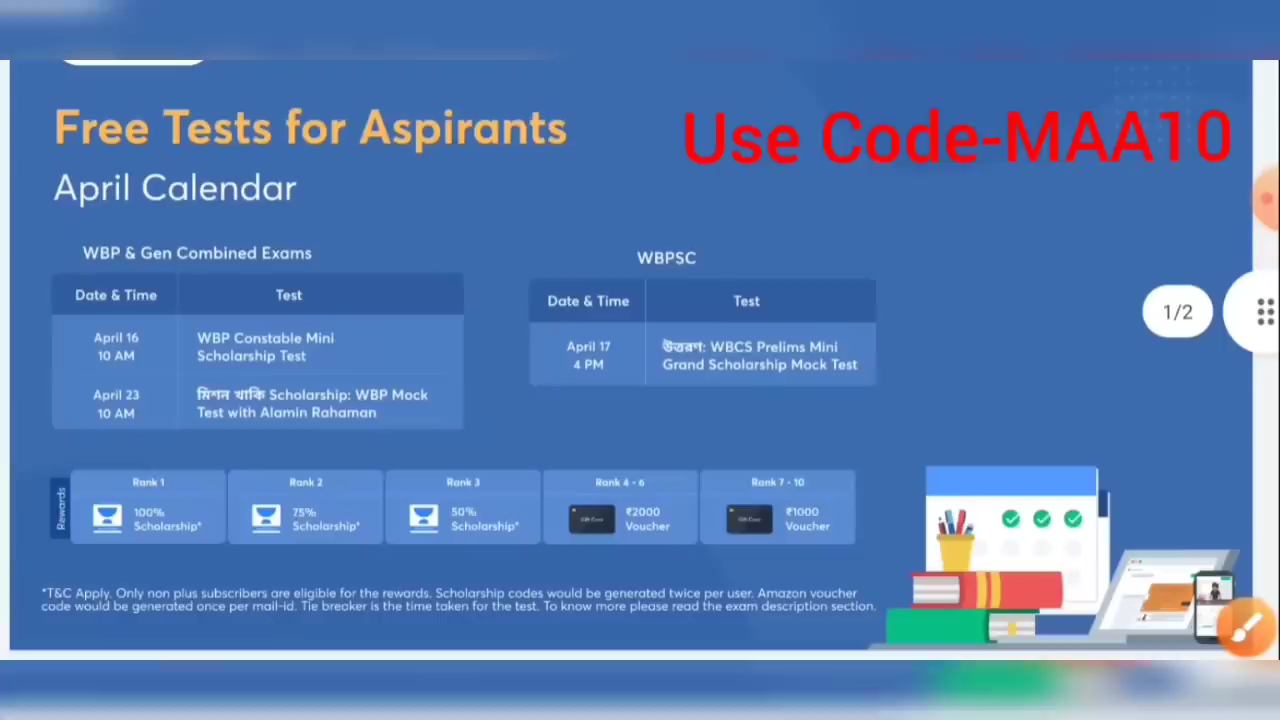 Free Tests for Aspirants
Use Code-MAA10
April Calendar
WBP & Gen Combined Exams
Date & Time
Test
April 16
10 AM
WBP Constable Mini
Scholarship Test
April 23
10 AM
মিশন খাকি Scholarship: WBP Mock
Test with Alamin Rahaman
WBPSC
Date & Time
Test
April 17
4 PM
উত্তরণ: WBCS Prelims Mini
Grand Scholarship Mock Test
1/2
Rewards
Rank 1
100%
Scholarship*
Rank 2
75%
Scholarship*
Rank 3
50%
Scholarship*
Rank 4 - 6
Gift Card
₹2000
Voucher
Rank 7 - 10
Gift Card
₹1000
Voucher
*T&C Apply. Only non plus subscribers are eligible for the rewards. Scholarship codes would be generated twice per user. Amazon voucher
code would be generated once per mail-id. Tie breaker is the time taken for the test. To know more please read the exam description section.